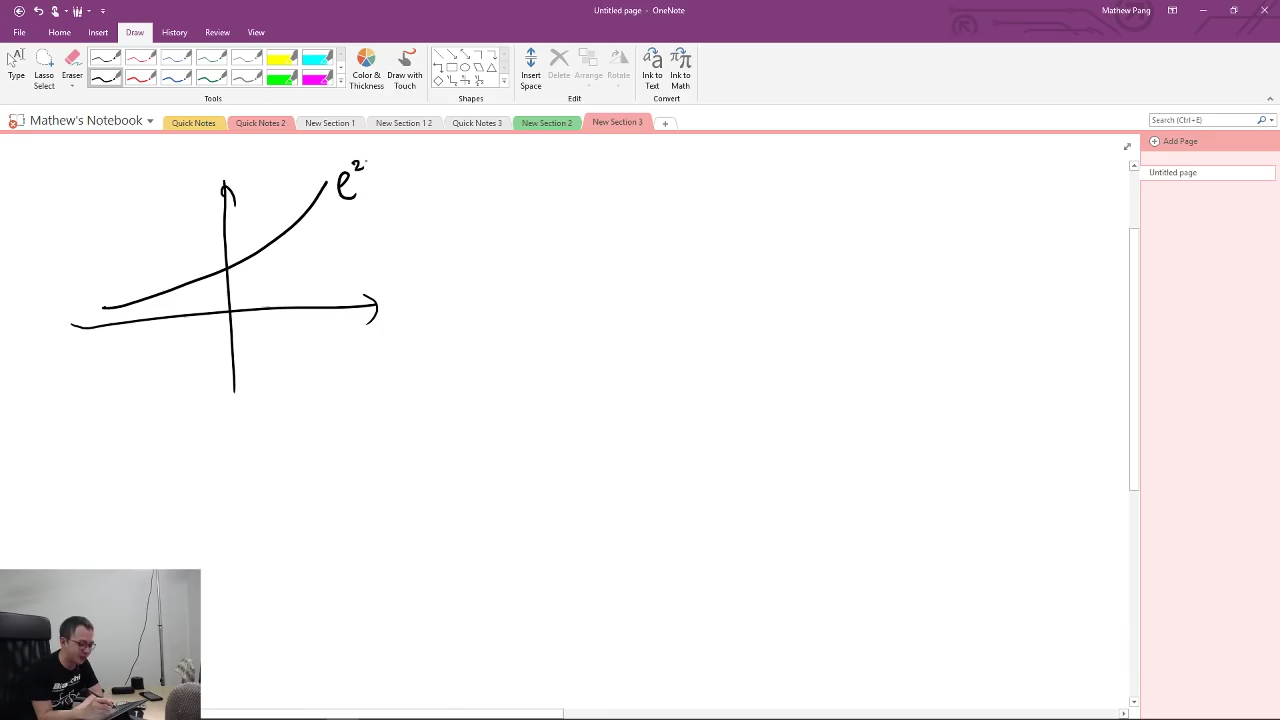 Untitled page - OneNote
Mathew Pang
File Home Insert Draw History Review View
Type
Lasso Select
Eraser
Color & Thickness
Draw with Touch
Insert Space
Delete
Arrange
Rotate
Ink to Text
Ink to Math
Tools
Shapes
Edit
Convert
Mathew's Notebook
Quick Notes
Quick Notes 2
New Section 1
New Section 1 2
Quick Notes 3
New Section 2
New Section 3
Search (Ctrl+E)
Add Page
Untitled page
e²